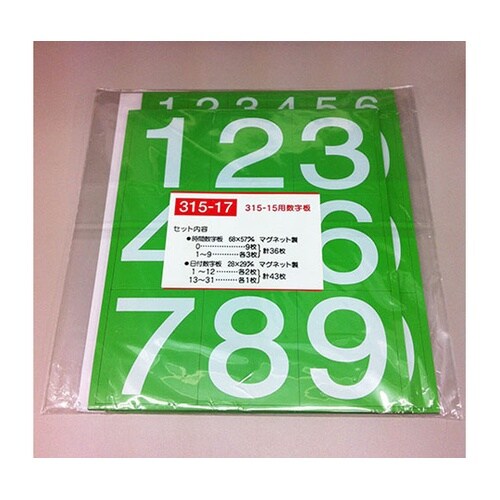 123456
123
315-17 315-15用数字板
セット内容
●時間数字板 68×57㎜ マグネット製
0………………9枚
1〜9…………各3枚
計36枚
●日付数字板 28×29㎜ マグネット製
1〜12………各2枚
13〜31………各1枚
計43枚
4 6
789